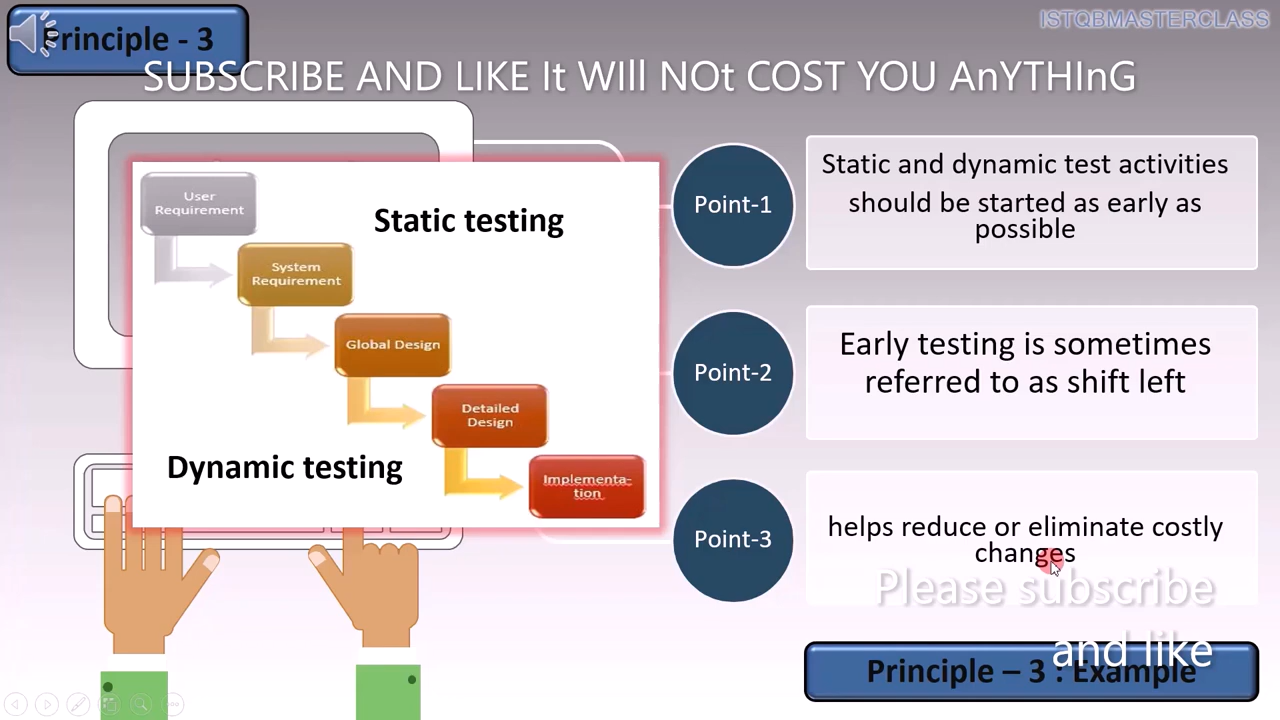 Principle - 3
ISTQBMASTERCLASS
SUBSCRIBE AND LIKE It WIll NOt COST YOU AnYTHInG
User
Requirement
Static testing
System
Requirement
Global Design
Detailed
Design
Dynamic testing
Implementa-
tion
Point-1
Static and dynamic test activities
should be started as early as
possible
Point-2
Early testing is sometimes
referred to as shift left
Point-3
helps reduce or eliminate costly
changes
Please subscribe
and like
Principle – 3 : Example